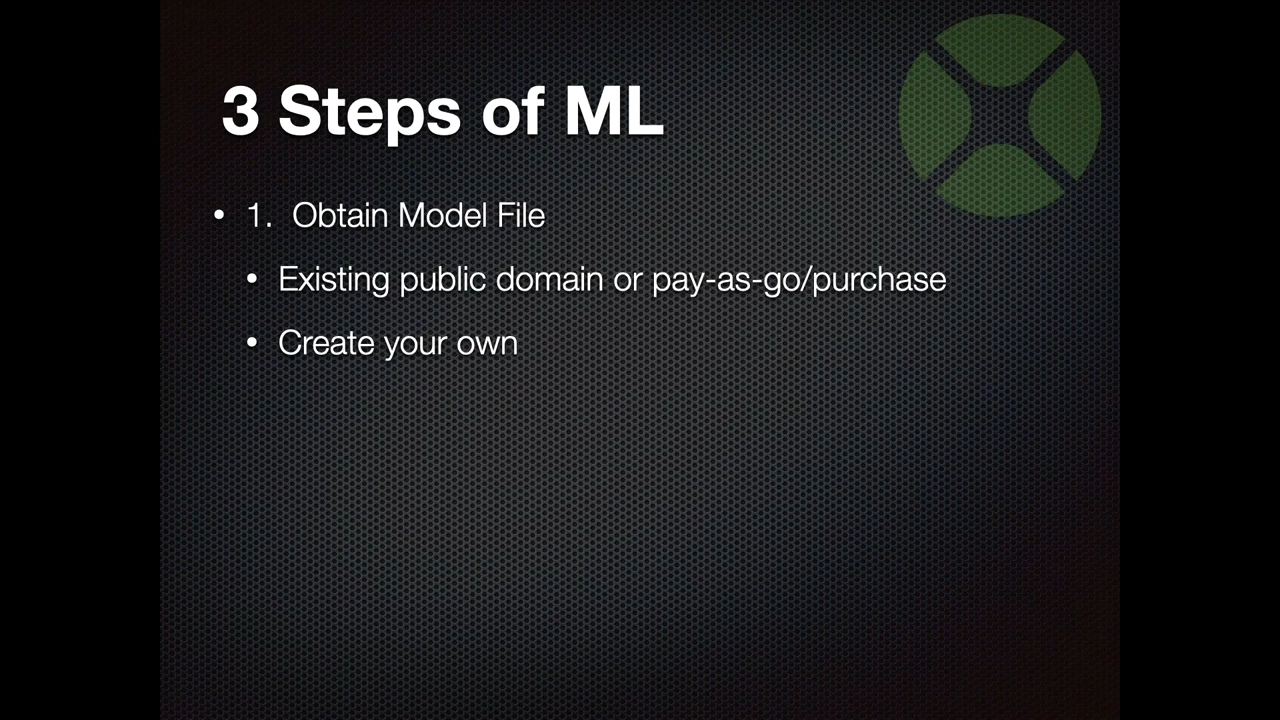 3 Steps of ML
• 1. Obtain Model File
• Existing public domain or pay-as-go/purchase
• Create your own